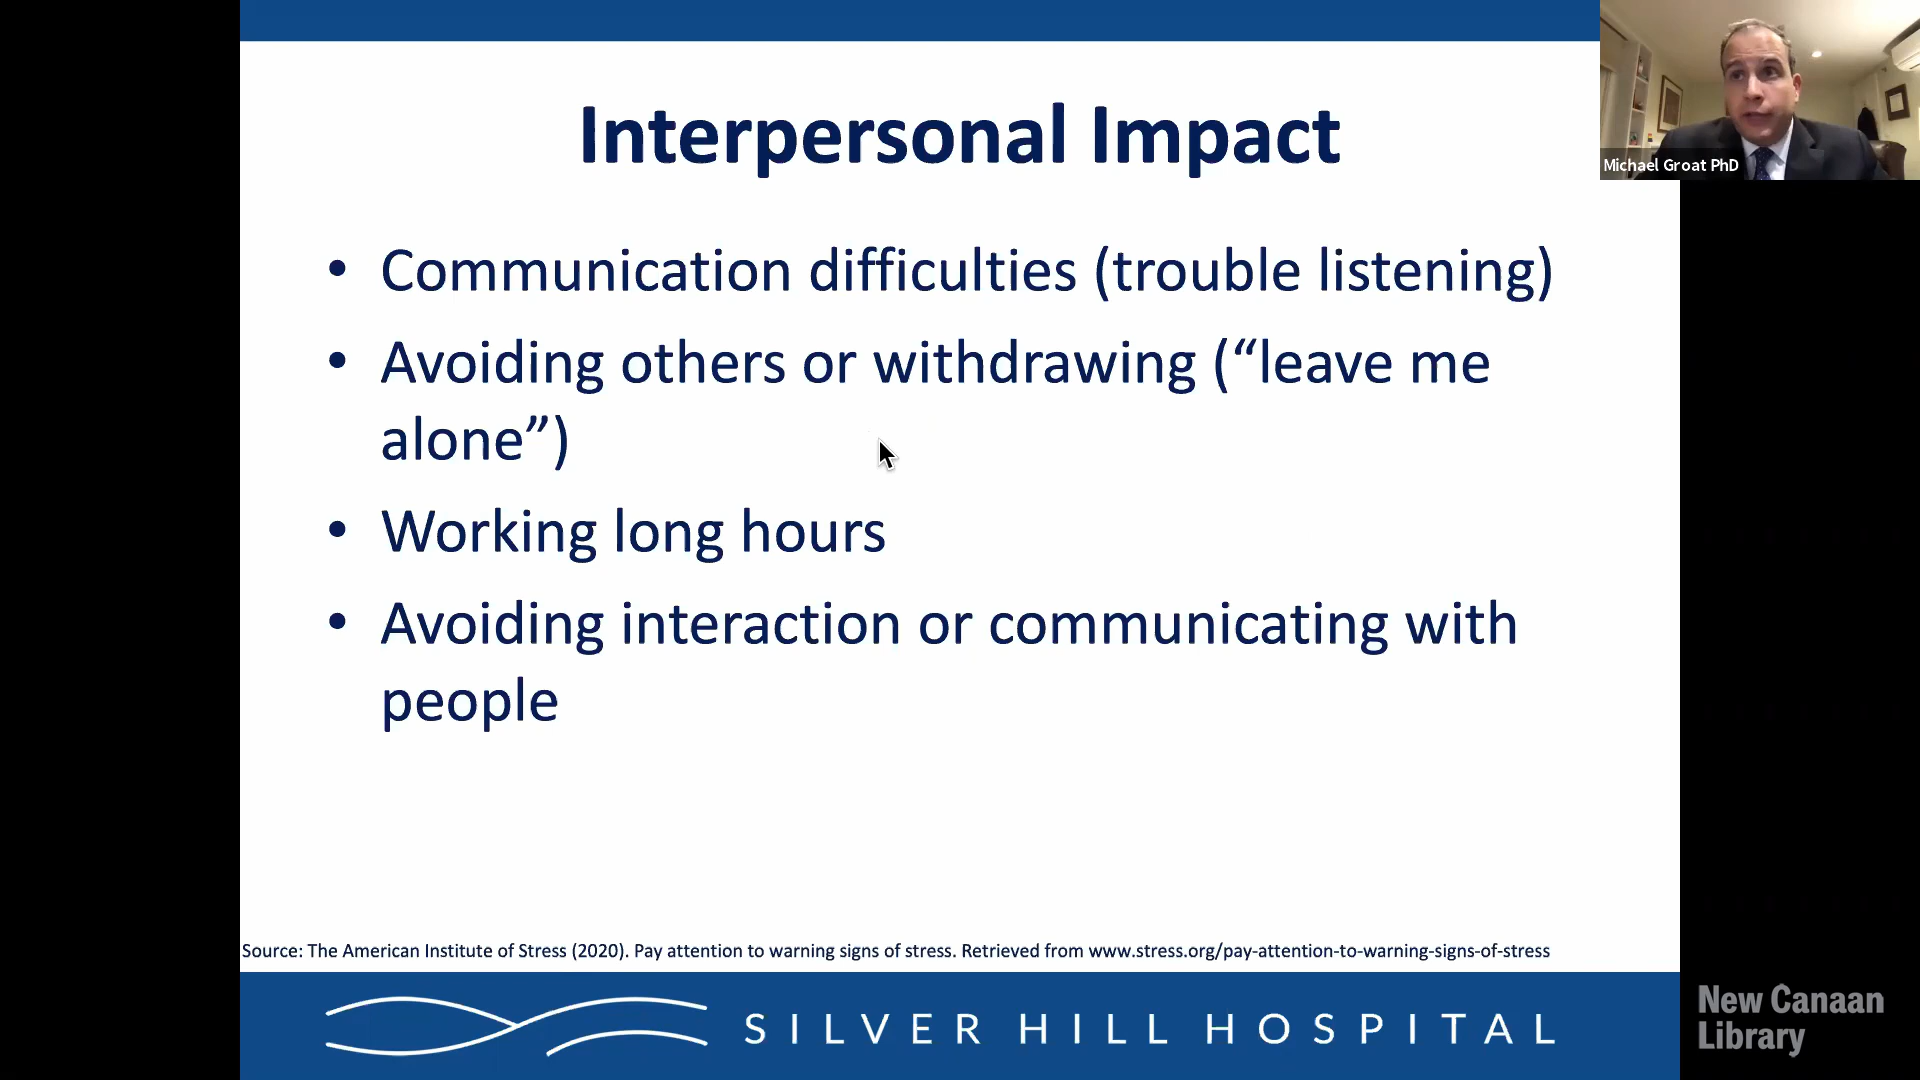 Interpersonal Impact
• Communication difficulties (trouble listening)
• Avoiding others or withdrawing (“leave me
alone”)
• Working long hours
• Avoiding interaction or communicating with
people
Source: The American Institute of Stress (2020). Pay attention to warning signs of stress. Retrieved from www.stress.org/pay-attention-to-warning-signs-of-stress
SILVER HILL HOSPITAL
Michael Groat PhD
New Canaan
Library